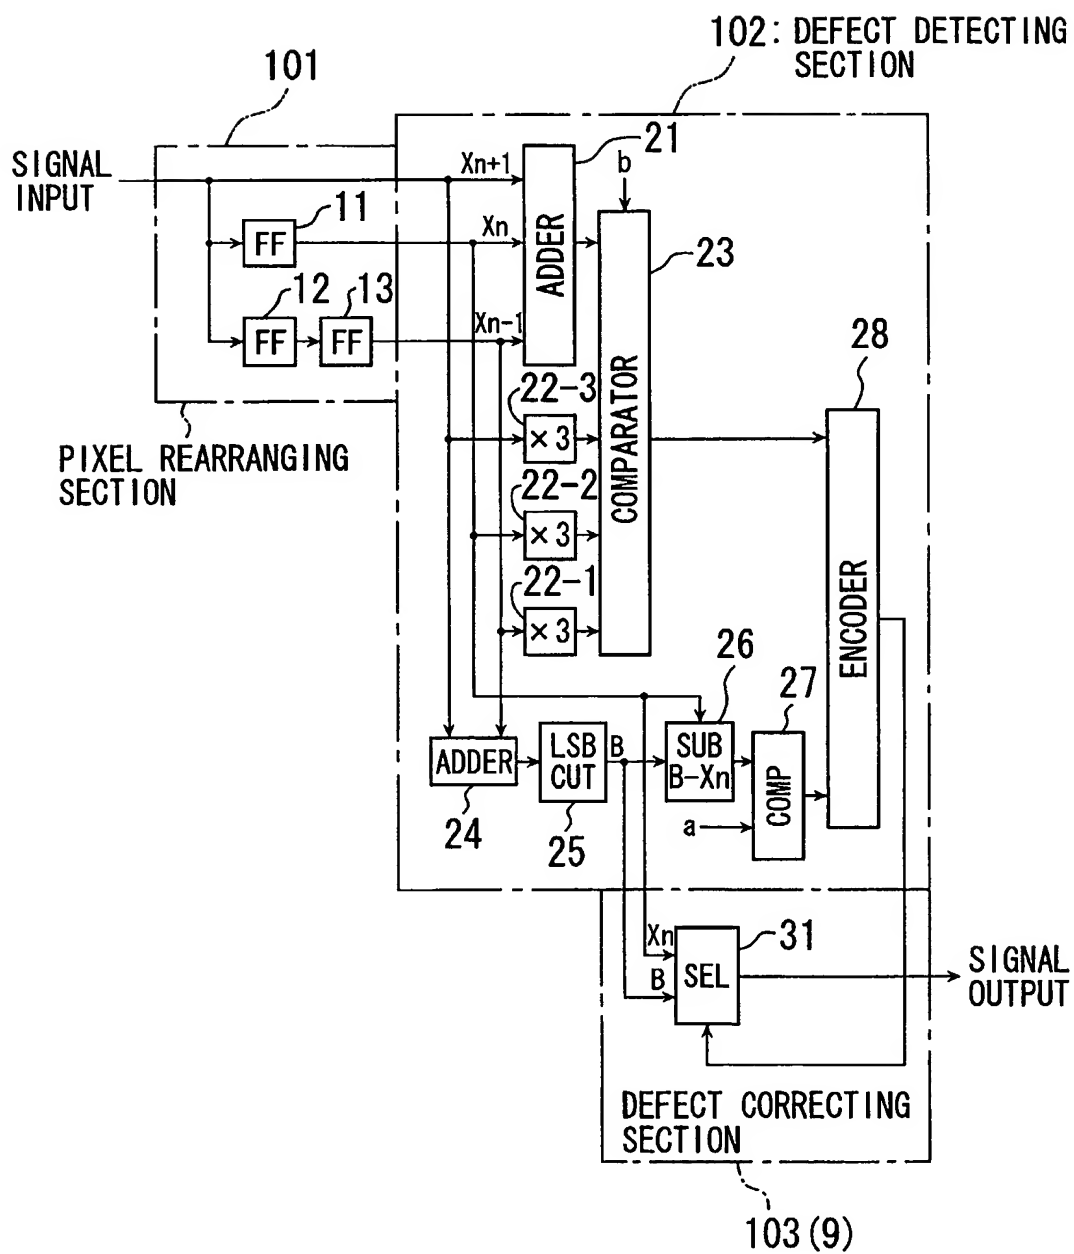 102: DEFECT DETECTING
SECTION
101
SIGNAL
INPUT
Xn+1
21
b
11
FF
Xn
ADDER
23
12
13
FF
FF
Xn-1
28
22-3
×3
COMPARATOR
PIXEL REARRANGING
SECTION
22-2
×3
22-1
×3
ENCODER
26
27
ADDER
24
LSB
CUT
25
B
SUB
B-Xn
COMP
a
Xn
31
B
SEL
SIGNAL
OUTPUT
DEFECT CORRECTING
SECTION
103(9)